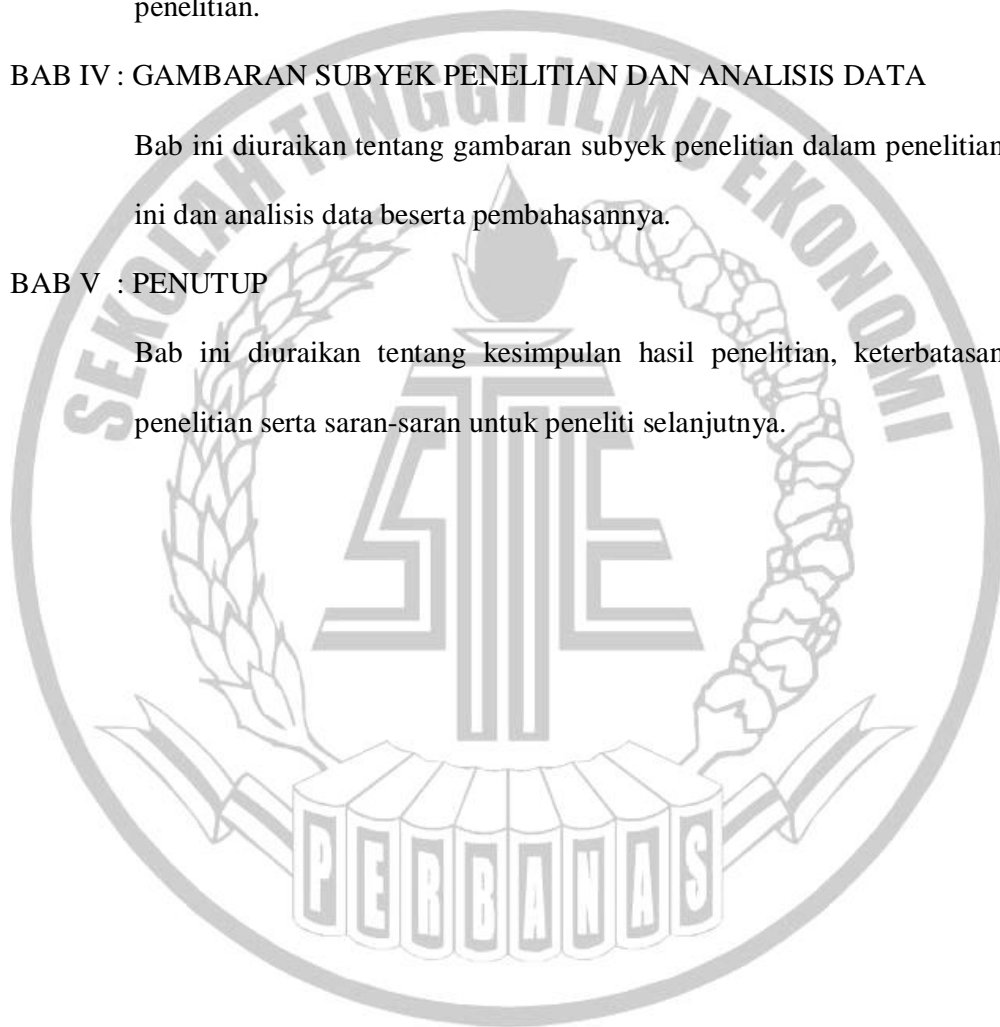 penelitian.
BAB IV : GAMBARAN SUBYEK PENELITIAN DAN ANALISIS DATA
Bab ini diuraikan tentang gambaran subyek penelitian dalam penelitian
ini dan analisis data beserta pembahasannya.
BAB V : PENUTUP
Bab ini diuraikan tentang kesimpulan hasil penelitian, keterbatasan
penelitian serta saran-saran untuk peneliti selanjutnya.
SEKOLAH TINGGI ILMU EKONOMI
STIE
PERBANAS